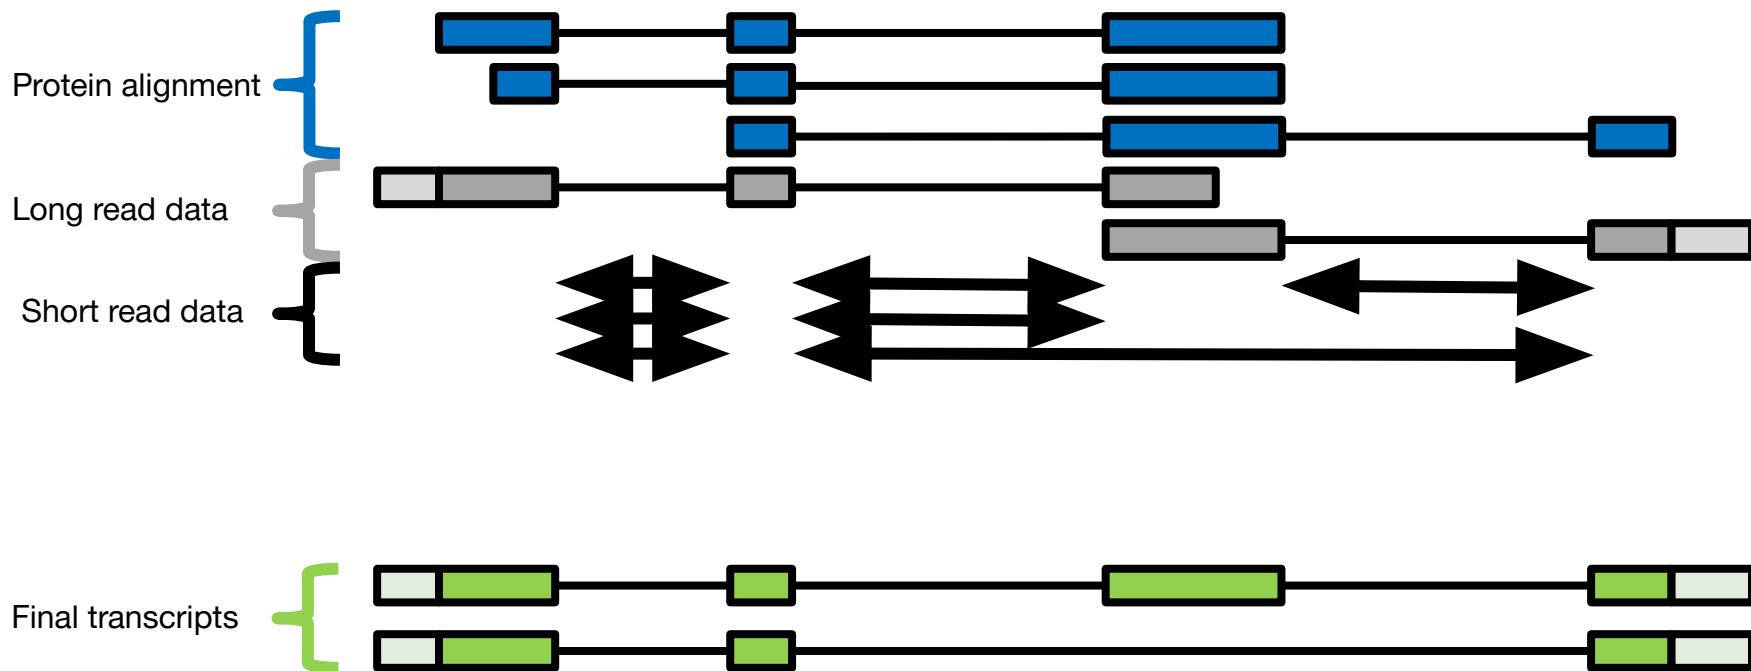 Protein alignment
Long read data
Short read data
Final transcripts